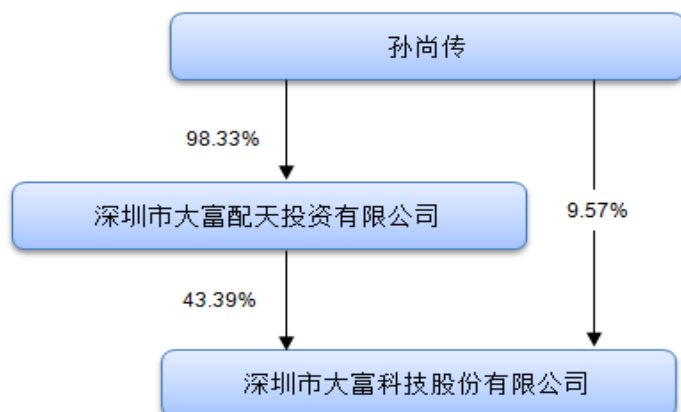 孙尚传
98.33%
深圳市大富配天投资有限公司
9.57%
43.39%
深圳市大富科技股份有限公司